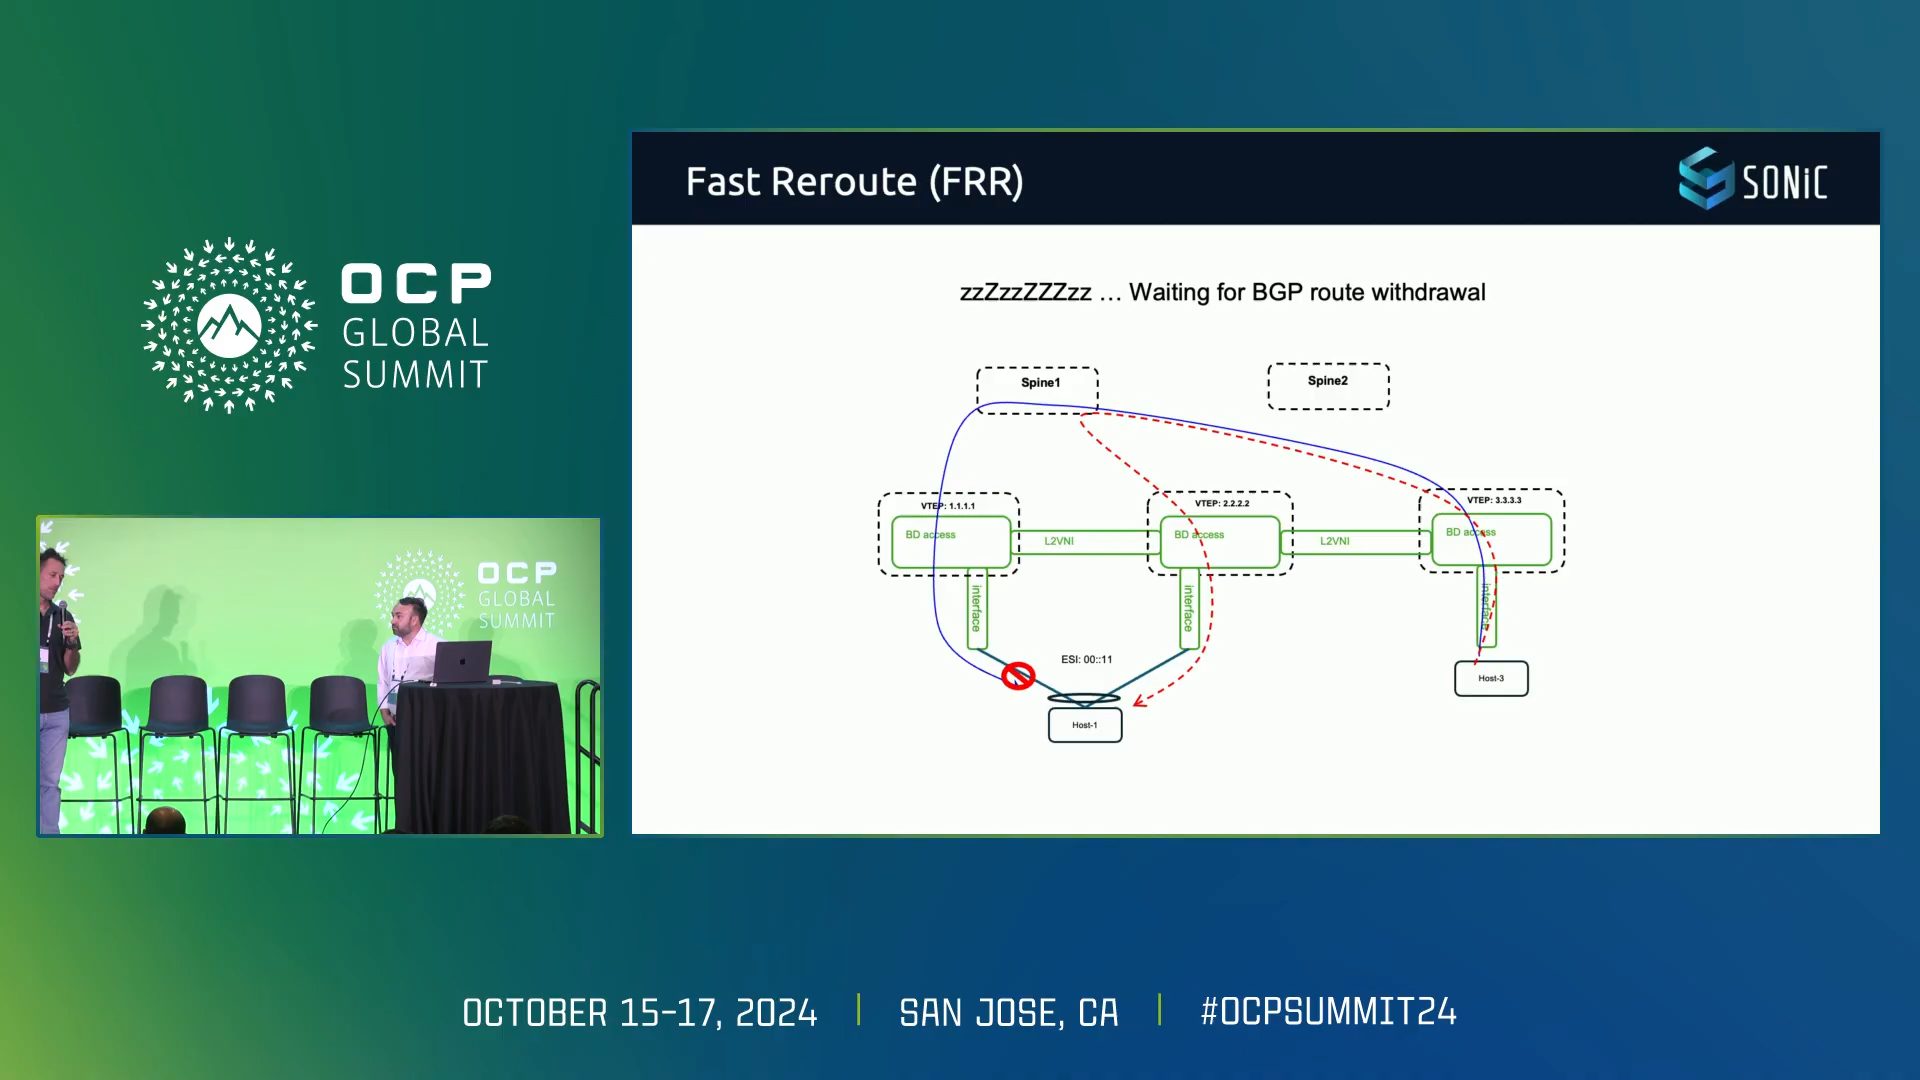 OCP
GLOBAL
SUMMIT
Fast Reroute (FRR)
SONiC
zzZzzZZZzz … Waiting for BGP route withdrawal
Spine1
Spine2
VTEP: 1.1.1.1
BD access
L2VNI
VTEP: 2.2.2.2
BD access
L2VNI
VTEP: 3.3.3.3
BD access
interface
interface
interface
ESI: 00::11
Host-1
Host-3
OCP
GLOBAL
SUMMIT
OCTOBER 15-17, 2024
SAN JOSE, CA
#OCPSUMMIT24